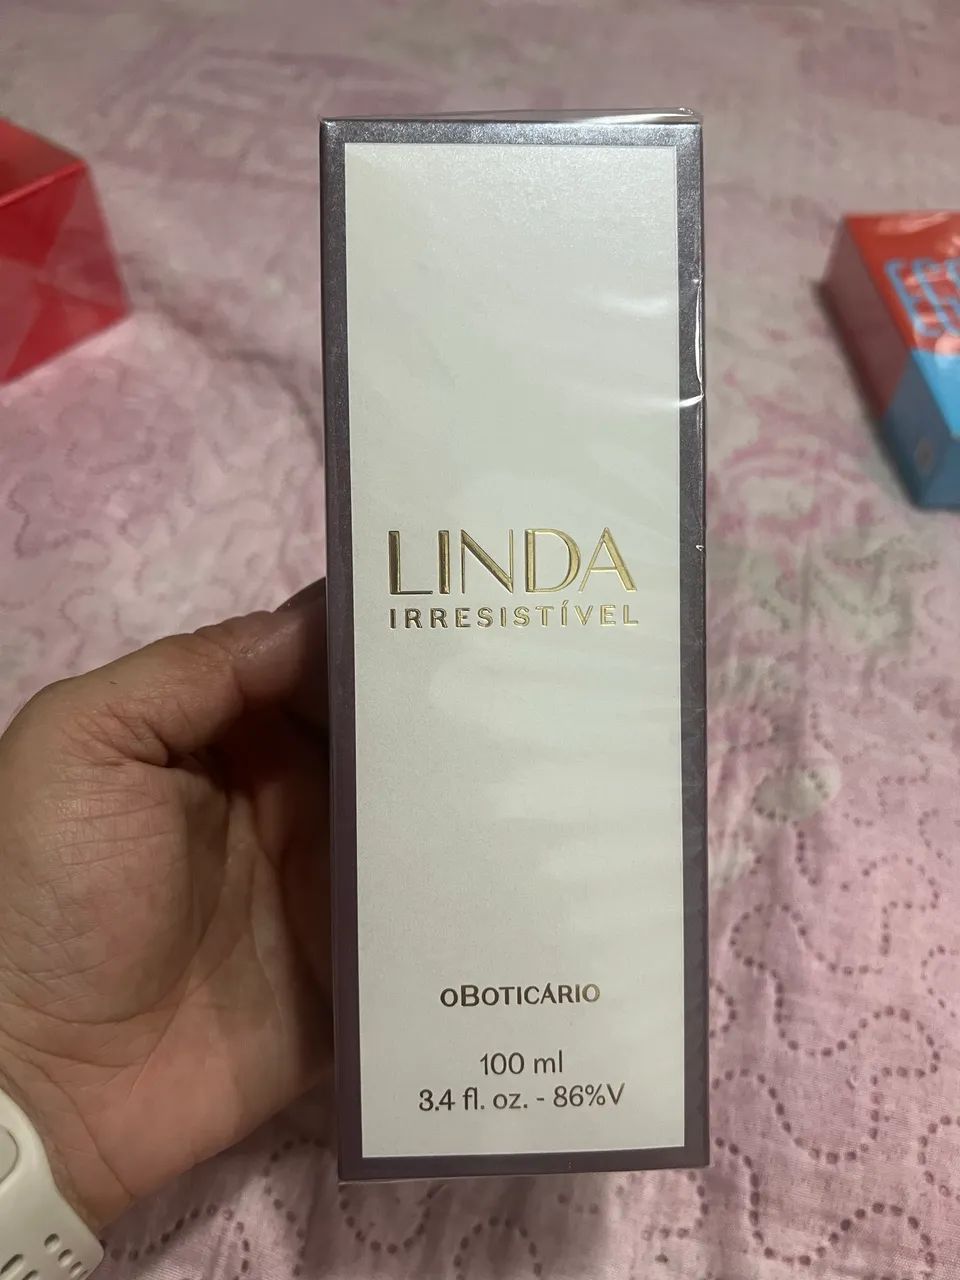 LINDA
IRRESISTÍVEL
oBOTICÁRIO
100 ml
3.4 fl. oz. - 86%V